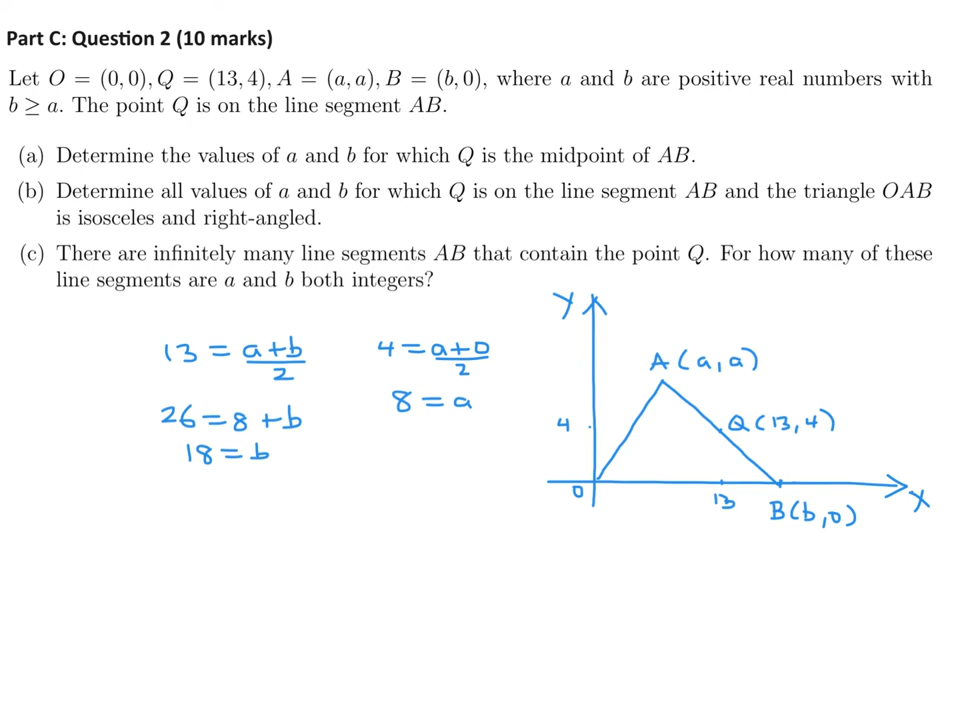 Part C: Question 2 (10 marks)
Let O = (0, 0), Q = (13, 4), A = (a, a), B = (b, 0), where a and b are positive real numbers with
b ≥ a. The point Q is on the line segment AB.
(a) Determine the values of a and b for which Q is the midpoint of AB.
(b) Determine all values of a and b for which Q is on the line segment AB and the triangle OAB
is isosceles and right-angled.
(c) There are infinitely many line segments AB that contain the point Q. For how many of these
line segments are a and b both integers?
13 = a+b/2
4 = a+0/2
26 = 8 + b
8 = a
18 = b
Y
A (a, a)
4
Q (13, 4)
0
13
X
B (b, 0)